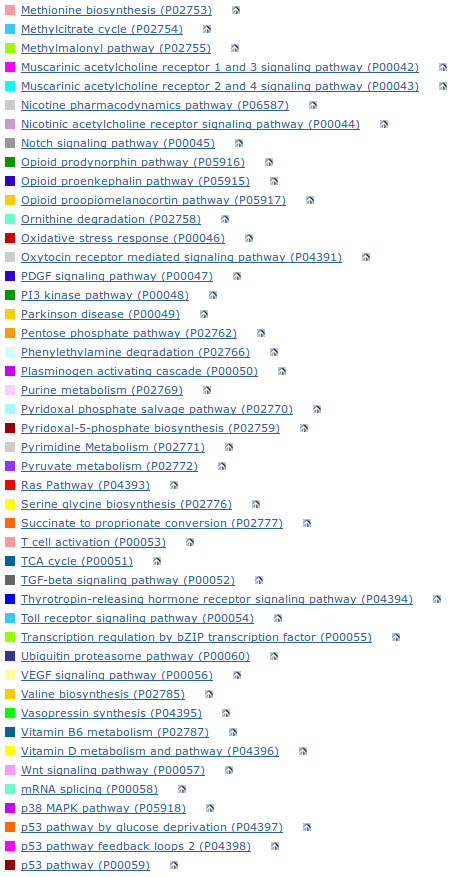 Methionine biosynthesis (P02753)
Methylcitrate cycle (P02754)
Methylmalonyl pathway (P02755)
Muscarinic acetylcholine receptor 1 and 3 signaling pathway (P00042)
Muscarinic acetylcholine receptor 2 and 4 signaling pathway (P00043)
Nicotine pharmacodynamics pathway (P06587)
Nicotinic acetylcholine receptor signaling pathway (P00044)
Notch signaling pathway (P00045)
Opioid prodynorphin pathway (P05916)
Opioid proenkephalin pathway (P05915)
Opioid proopiomelanocortin pathway (P05917)
Ornithine degradation (P02758)
Oxidative stress response (P00046)
Oxytocin receptor mediated signaling pathway (P04391)
PDGF signaling pathway (P00047)
PI3 kinase pathway (P00048)
Parkinson disease (P00049)
Pentose phosphate pathway (P02762)
Phenylethylamine degradation (P02766)
Plasminogen activating cascade (P00050)
Purine metabolism (P02769)
Pyridoxal phosphate salvage pathway (P02770)
Pyridoxal-5-phosphate biosynthesis (P02759)
Pyrimidine Metabolism (P02771)
Pyruvate metabolism (P02772)
Ras Pathway (P04393)
Serine glycine biosynthesis (P02776)
Succinate to proprionate conversion (P02777)
T cell activation (P00053)
TCA cycle (P00051)
TGF-beta signaling pathway (P00052)
Thyrotropin-releasing hormone receptor signaling pathway (P04394)
Toll receptor signaling pathway (P00054)
Transcription regulation by bZIP transcription factor (P00055)
Ubiquitin proteasome pathway (P00060)
VEGF signaling pathway (P00056)
Valine biosynthesis (P02785)
Vasopressin synthesis (P04395)
Vitamin B6 metabolism (P02787)
Vitamin D metabolism and pathway (P04396)
Wnt signaling pathway (P00057)
mRNA splicing (P00058)
p38 MAPK pathway (P05918)
p53 pathway by glucose deprivation (P04397)
p53 pathway feedback loops 2 (P04398)
p53 pathway (P00059)